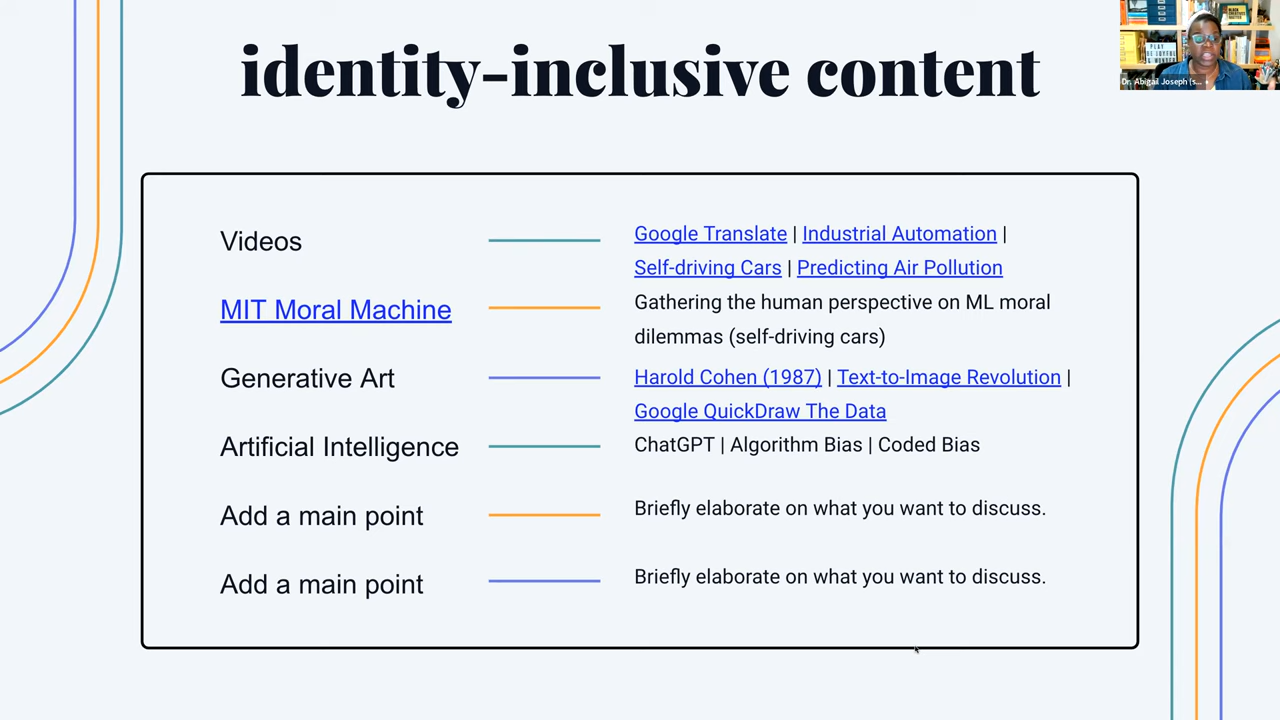 identity-inclusive content
Videos
Google Translate | Industrial Automation |
Self-driving Cars | Predicting Air Pollution
MIT Moral Machine
Gathering the human perspective on ML moral
dilemmas (self-driving cars)
Generative Art
Harold Cohen (1987) | Text-to-Image Revolution |
Google QuickDraw The Data
Artificial Intelligence
ChatGPT | Algorithm Bias | Coded Bias
Add a main point
Briefly elaborate on what you want to discuss.
Add a main point
Briefly elaborate on what you want to discuss.
Dr. Abigail Joseph (s...